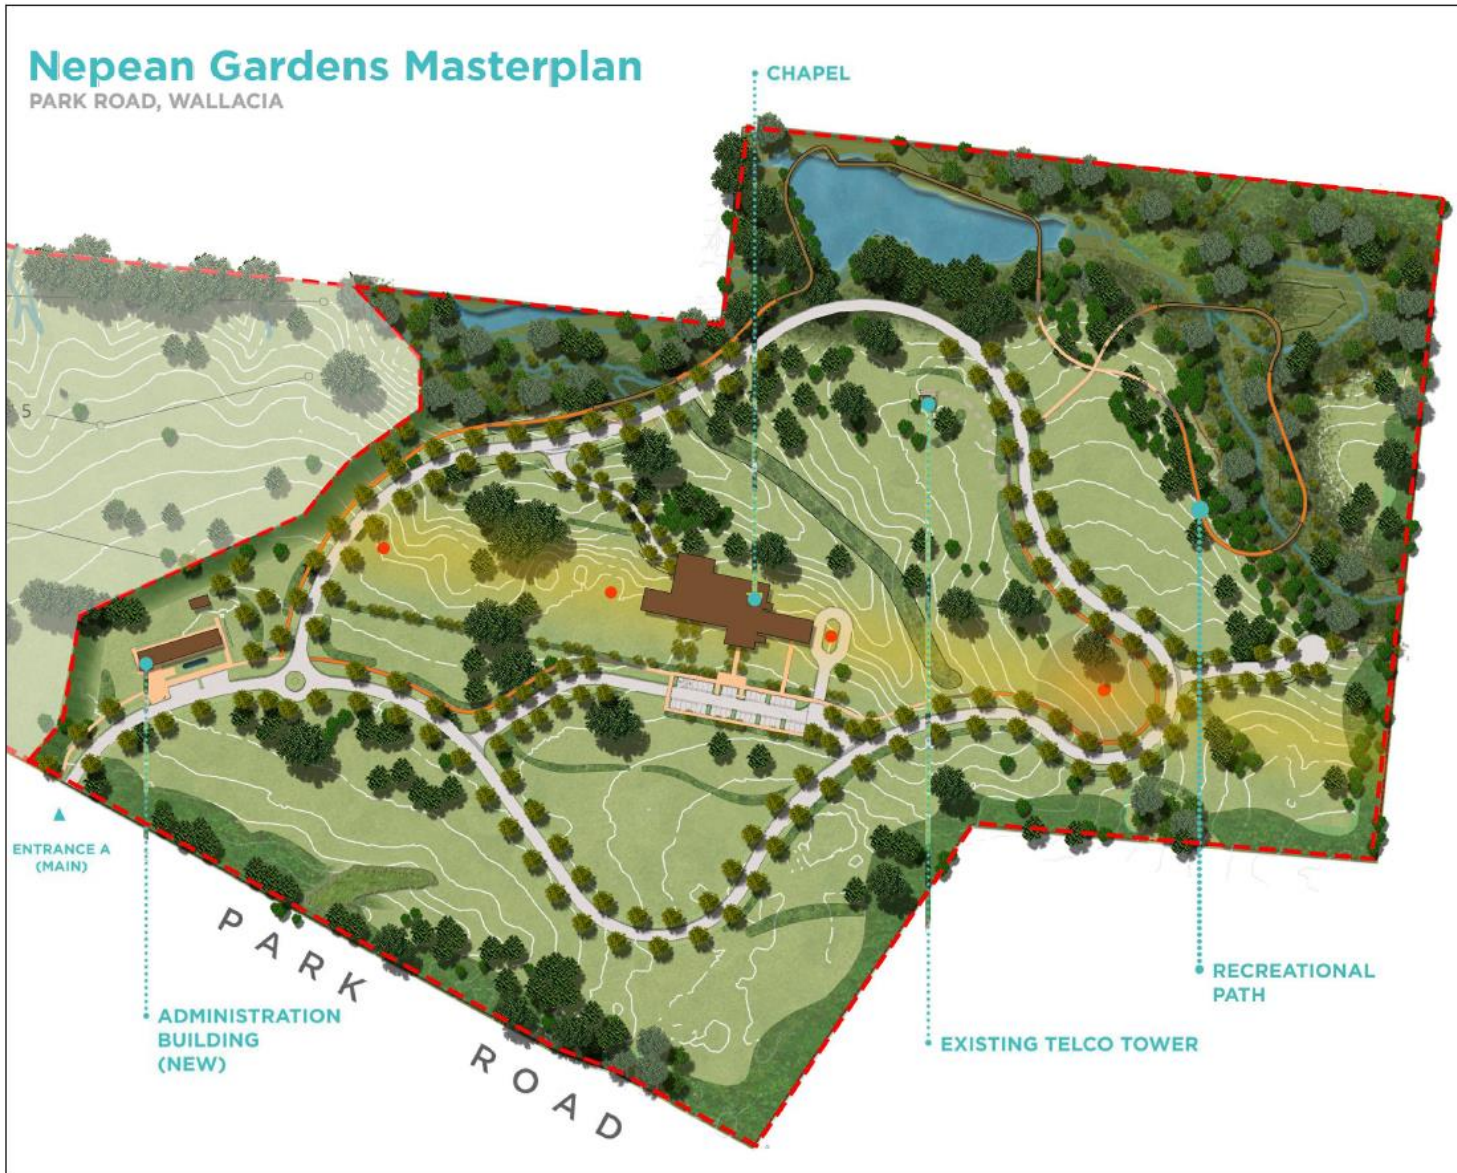 Nepean Gardens Masterplan
PARK ROAD, WALLACIA
CHAPEL
5
ENTRANCE A
(MAIN)
PARK ROAD
ADMINISTRATION
BUILDING
(NEW)
RECREATIONAL
PATH
EXISTING TELCO TOWER